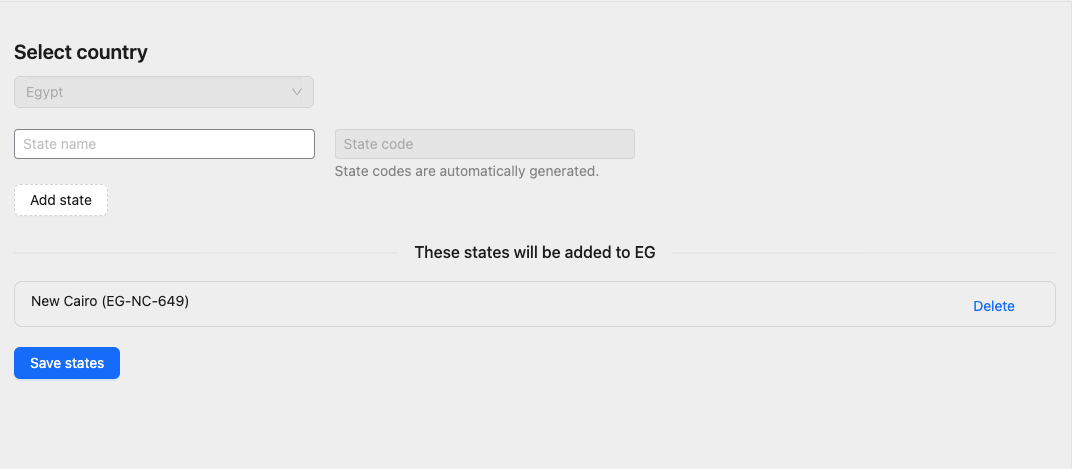 Select country
Egypt
State name
State code
State codes are automatically generated.
Add state
These states will be added to EG
New Cairo (EG-NC-649)
Delete
Save states